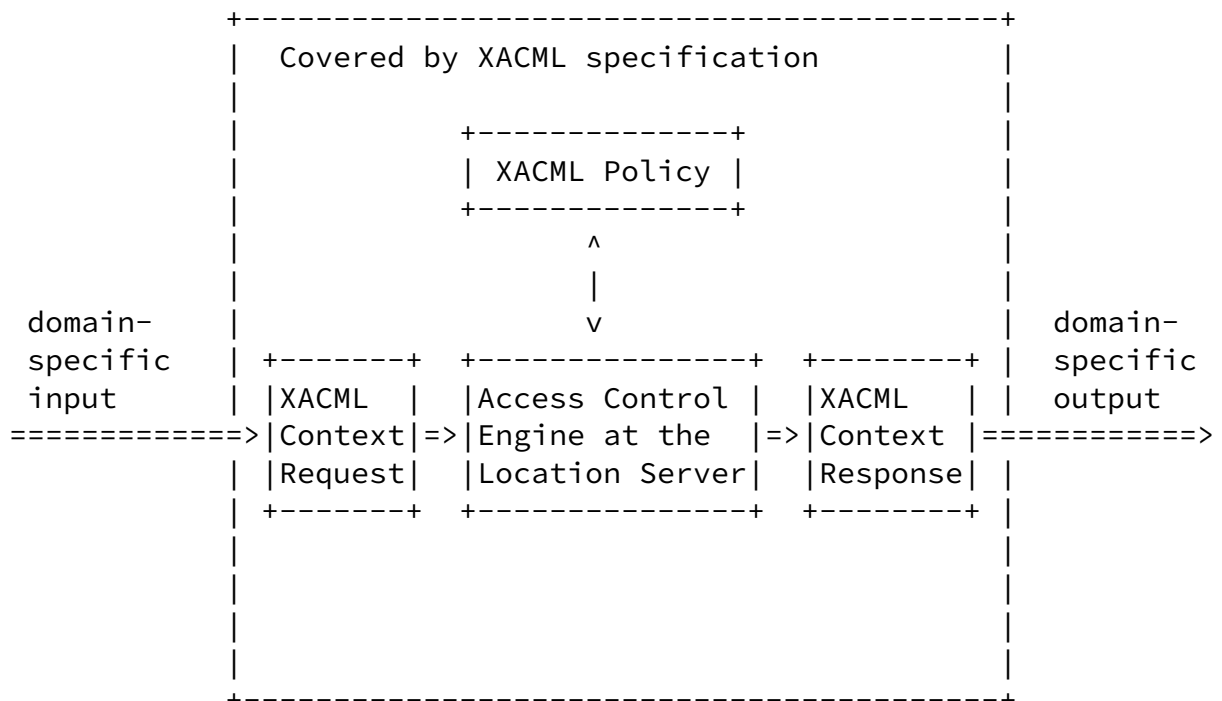 Covered by XACML specification
XACML Policy
domain-
specific
input
XACML
Context
Request
Access Control
Engine at the
Location Server
XACML
Context
Response
domain-
specific
output